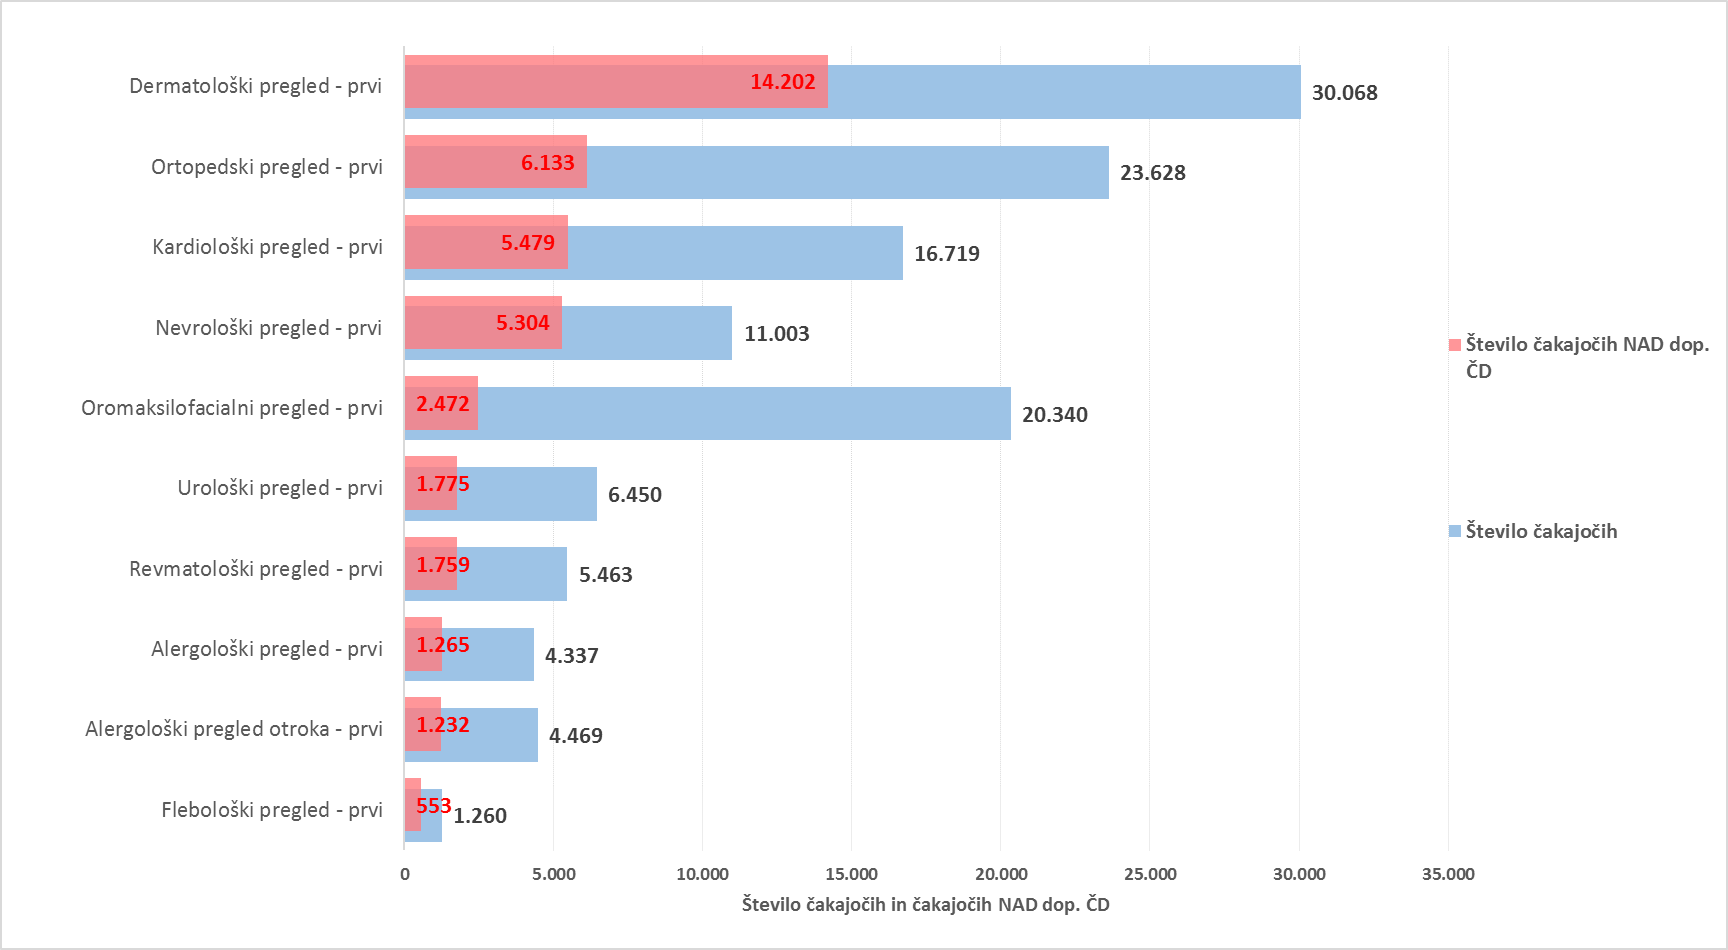 Dermatološki pregled - prvi
14.202
30.068
Ortopedski pregled - prvi
6.133
23.628
Kardiološki pregled - prvi
5.479
16.719
Nevrološki pregled - prvi
5.304
11.003
Oromaksilofacialni pregled - prvi
2.472
20.340
Urološki pregled - prvi
1.775
6.450
Revmatološki pregled - prvi
1.759
5.463
Alergološki pregled - prvi
1.265
4.337
Alergološki pregled otroka - prvi
1.232
4.469
Flebološki pregled - prvi
553
1.260
0
5.000
10.000
15.000
20.000
25.000
30.000
35.000
Število čakajočih in čakajočih NAD dop. ČD
Število čakajočih NAD dop.
ČD
Število čakajočih